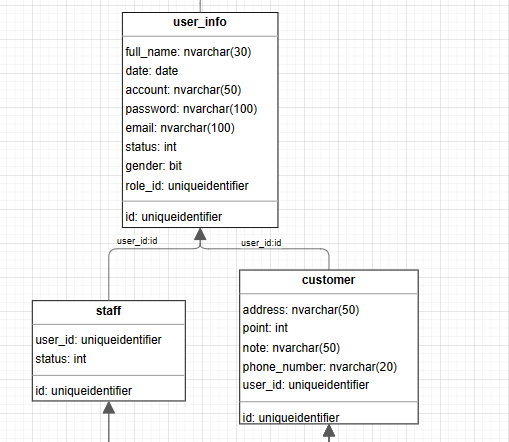 user_info
full_name: nvarchar(30)
date: date
account: nvarchar(50)
password: nvarchar(100)
email: nvarchar(100)
status: int
gender: bit
role_id: uniqueidentifier
id: uniqueidentifier
user_id:id
user_id:id
staff
user_id: uniqueidentifier
status: int
id: uniqueidentifier
customer
address: nvarchar(50)
point: int
note: nvarchar(50)
phone_number: nvarchar(20)
user_id: uniqueidentifier
id: uniqueidentifier